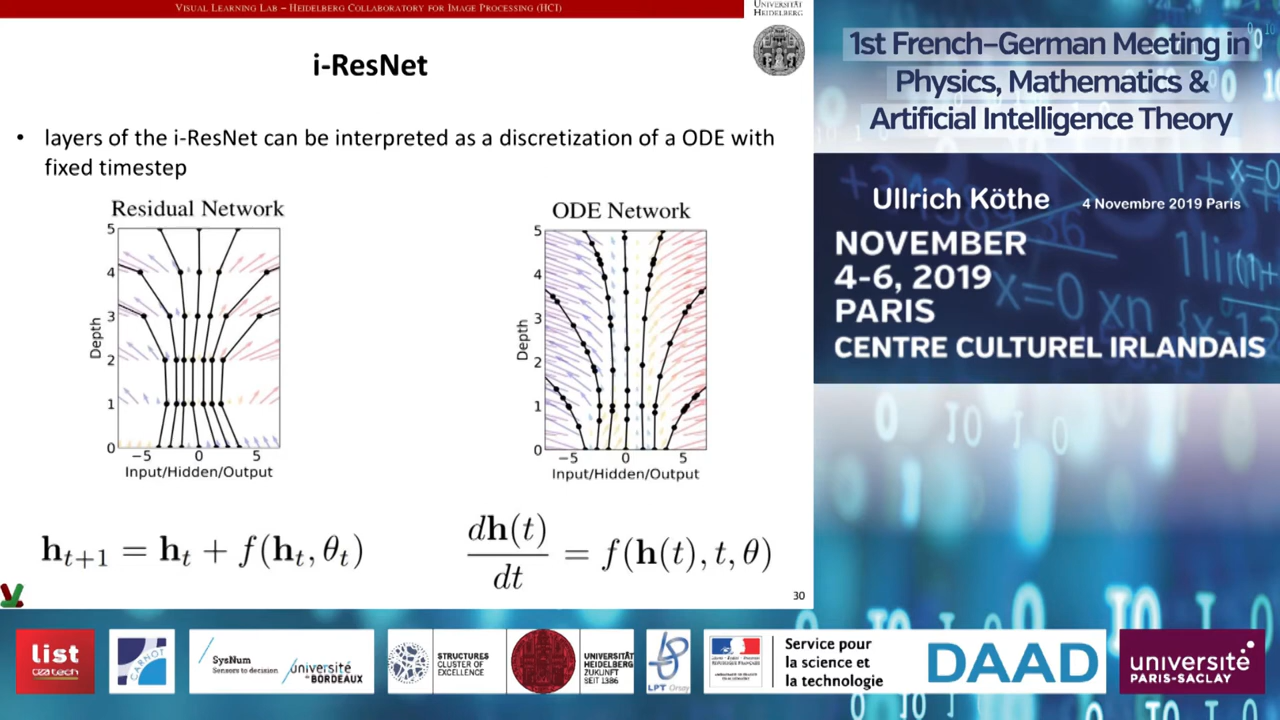 VISUAL LEARNING LAB – HEIDELBERG COLLABORATORY FOR IMAGE PROCESSING (HCI)
UNIVERSITÄT
HEIDELBERG
i-ResNet
• layers of the i-ResNet can be interpreted as a discretization of a ODE with
fixed timestep
Residual Network
5
4
3
2
1
0
Depth
−5 0 5
Input/Hidden/Output
ODE Network
5
4
3
2
1
0
Depth
−5 0 5
Input/Hidden/Output
h_{t+1} = h_t + f(h_t, θ_t)
dh(t)/dt = f(h(t), t, θ)
30
1st French–German Meeting in
Physics, Mathematics &
Artificial Intelligence Theory
Ullrich Köthe 4 Novembre 2019 Paris
NOVEMBER
4-6, 2019
PARIS
CENTRE CULTUREL IRLANDAIS
list
CARNOT
SysNum
Sensors to decision
université
de BORDEAUX
STRUCTURES
CLUSTER OF
EXCELLENCE
UNIVERSITÄT
HEIDELBERG
ZUKUNFT
SEIT 1386
LPT Orsay
Service pour
la science et
la technologie
DAAD
université
PARIS-SACLAY